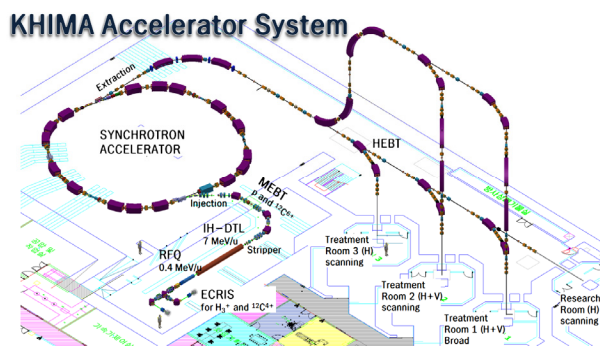 KHIMA Accelerator System
Extraction
SYNCHROTRON
ACCELERATOR
HEBT
Injection
MEBT
p and ¹²C⁶⁺
IH-DTL
7 MeV/u
Stripper
RFQ
0.4 MeV/u
ECRIS
for H₃⁺ and ¹²C⁴⁺
Treatment
Room 3 (H)
scanning
Treatment
Room 2 (H+V)
scanning
Treatment
Room 1 (H+V)
Broad
Research
Room (H)
scanning